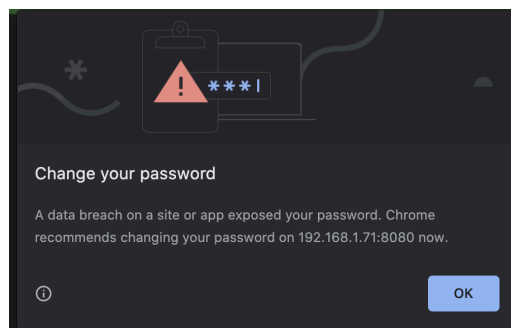 ***|
Change your password
A data breach on a site or app exposed your password. Chrome
recommends changing your password on 192.168.1.71:8080 now.
OK